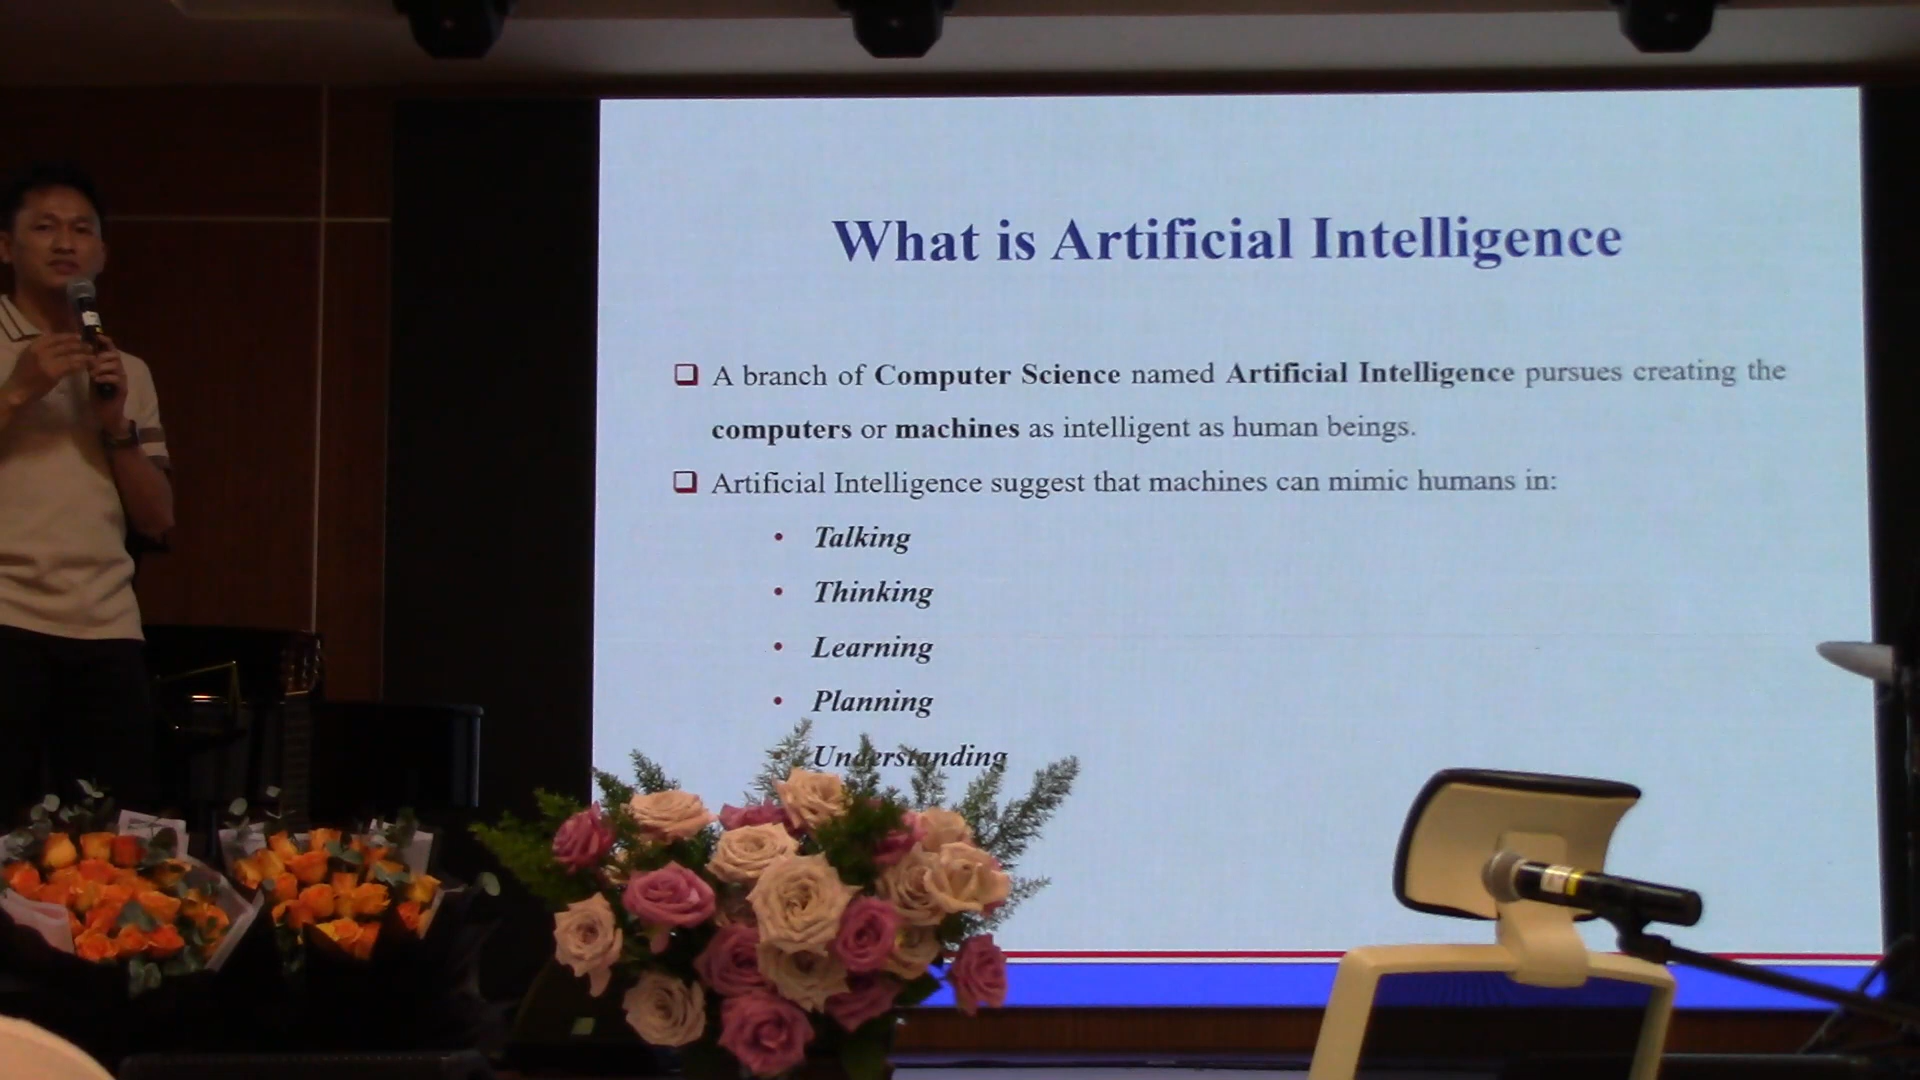 What is Artificial Intelligence
A branch of Computer Science named Artificial Intelligence pursues creating the
computers or machines as intelligent as human beings.
Artificial Intelligence suggest that machines can mimic humans in:
• Talking
• Thinking
• Learning
• Planning
Understanding